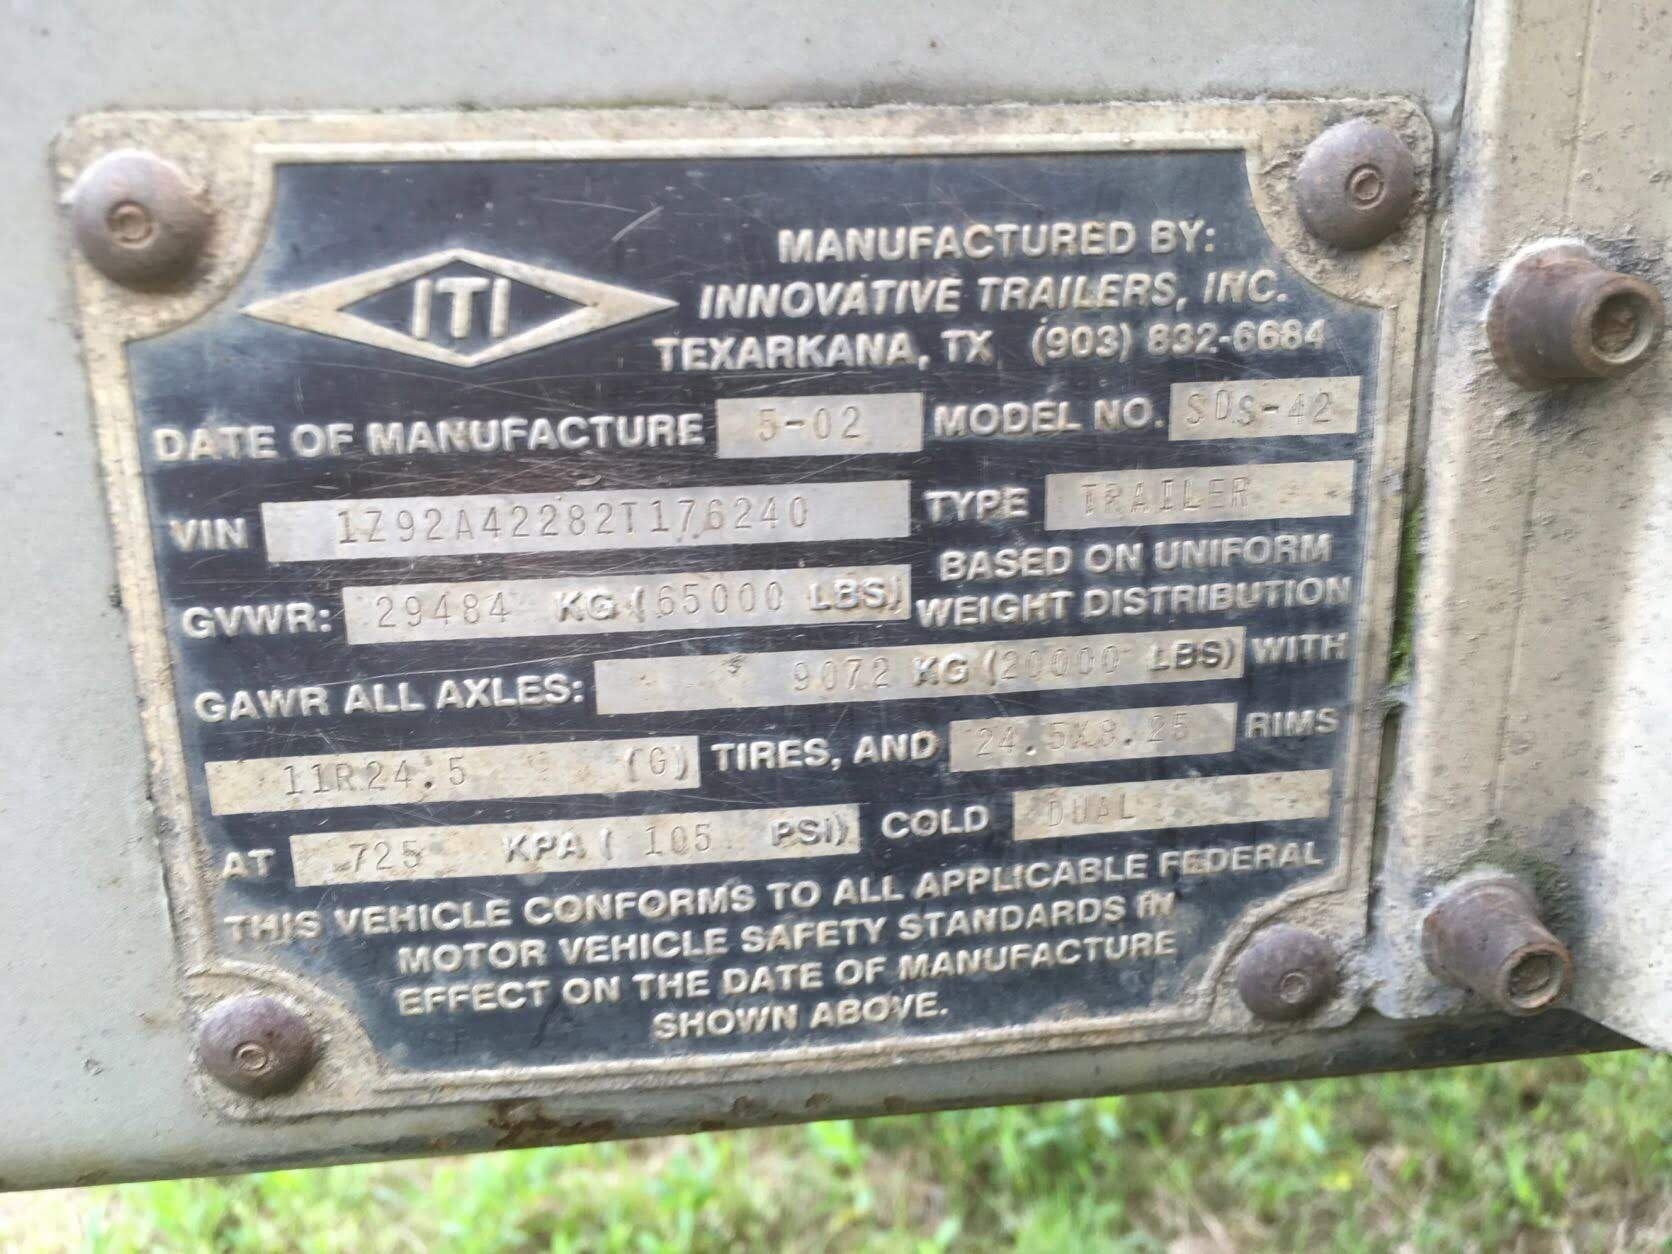 ITI
MANUFACTURED BY:
INNOVATIVE TRAILERS, INC.
TEXARKANA, TX (903) 832-6684
DATE OF MANUFACTURE 5-02 MODEL NO. SDS-42
VIN 1Z92A42282T176240 TYPE TRAILER
GVWR: 29484 KG (65000 LBS) BASED ON UNIFORM
WEIGHT DISTRIBUTION
GAWR ALL AXLES: 9072 KG (20000 LBS) WITH
11R24.5 (G) TIRES, AND 24.5X8.25 RIMS
AT 725 KPA ( 105 PSI) COLD DUAL
THIS VEHICLE CONFORMS TO ALL APPLICABLE FEDERAL
MOTOR VEHICLE SAFETY STANDARDS IN
EFFECT ON THE DATE OF MANUFACTURE
SHOWN ABOVE.